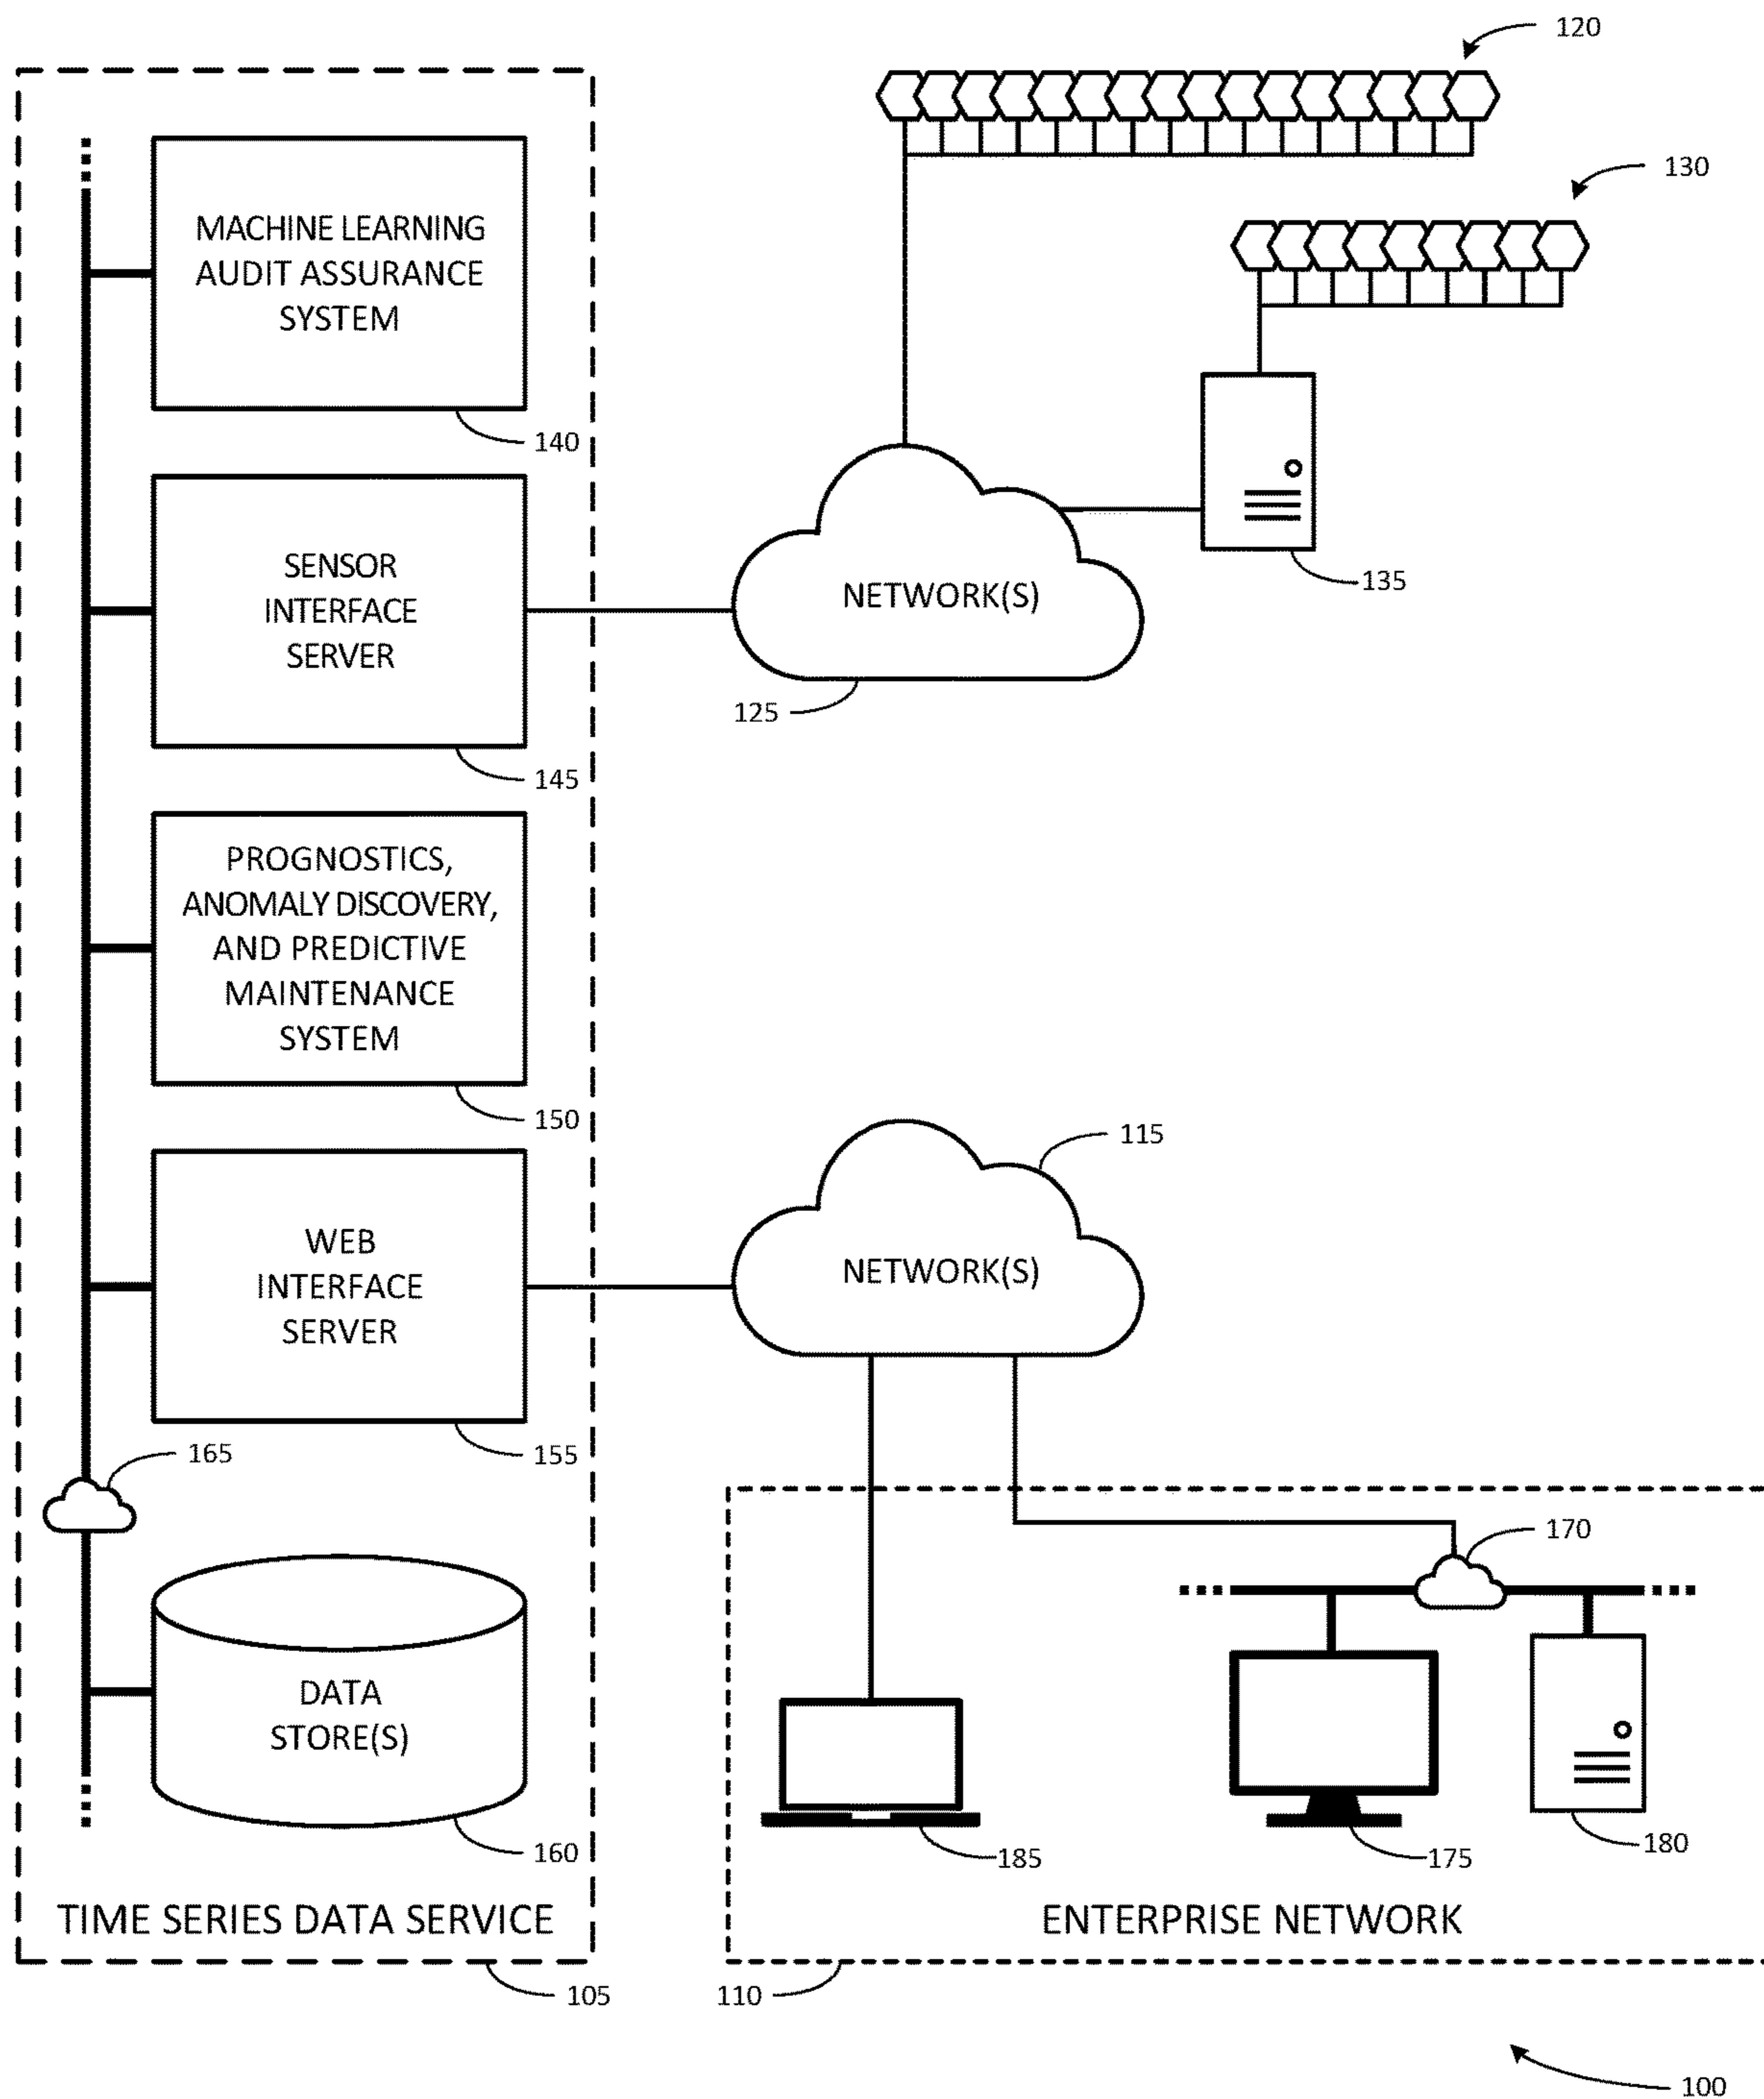 120
130
MACHINE LEARNING
AUDIT ASSURANCE
SYSTEM
140
SENSOR
INTERFACE
SERVER
145
NETWORK(S)
125
135
PROGNOSTICS,
ANOMALY DISCOVERY,
AND PREDICTIVE
MAINTENANCE
SYSTEM
150
115
WEB
INTERFACE
SERVER
155
NETWORK(S)
165
170
DATA
STORE(S)
160
185
175
180
TIME SERIES DATA SERVICE
ENTERPRISE NETWORK
105
110
100